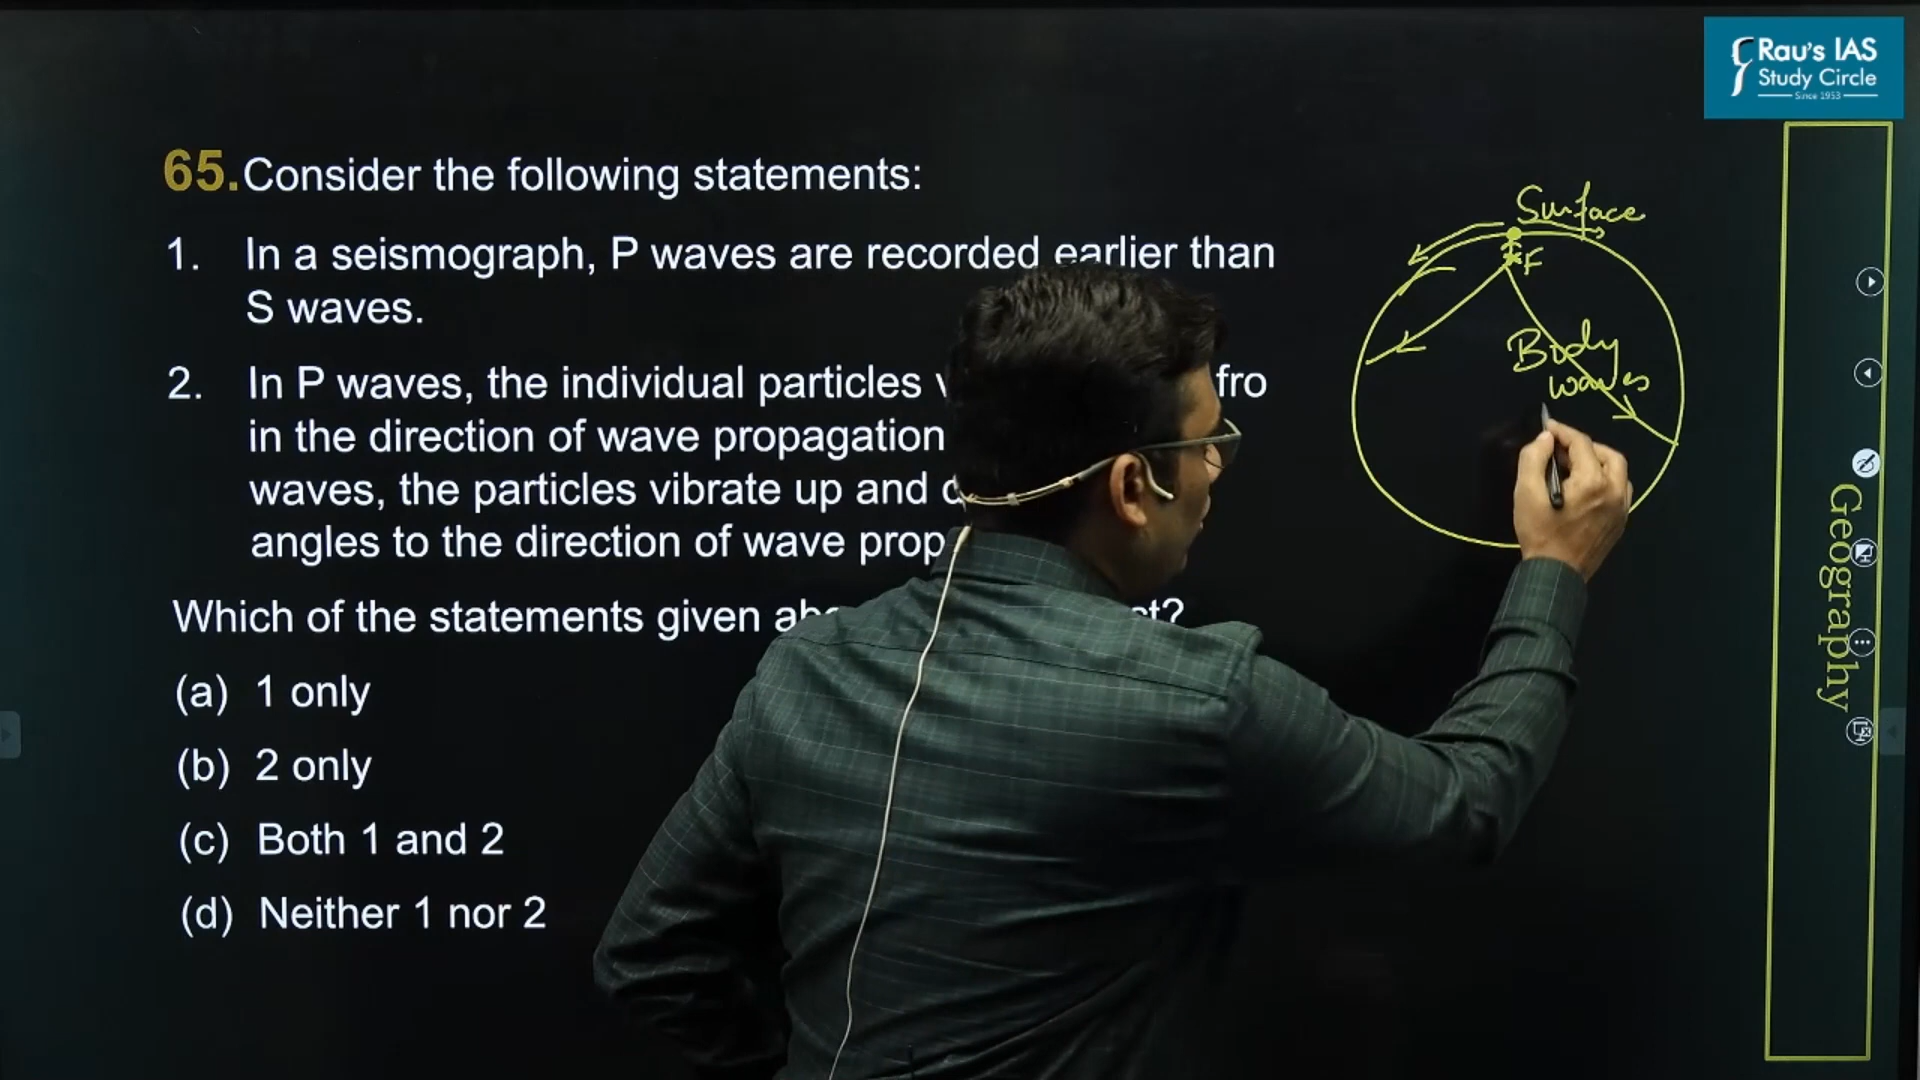 Rau's IAS
Study Circle
Since 1953
65. Consider the following statements:
1. In a seismograph, P waves are recorded earlier than
S waves.
2. In P waves, the individual particles fro
in the direction of wave propagation
waves, the particles vibrate up and
angles to the direction of wave
Which of the statements given
(a) 1 only
(b) 2 only
(c) Both 1 and 2
(d) Neither 1 nor 2
Surface
F
Body
waves
Geography